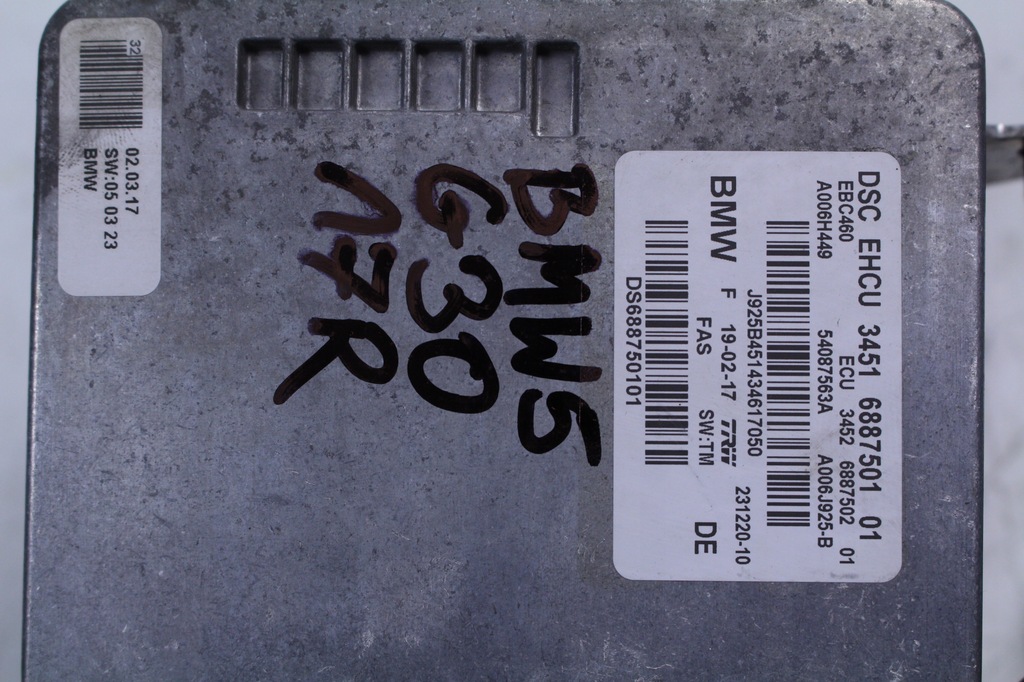 32
02.03.17
SW:05 03 23
BMW
BMW5
G30
17R
DSC EHCU 3451 6887501 01
EBC460 ECU 3452 6887502 01
A006H449 54087563A A006J925-B
J925B451434617050
BMW F 19-02-17 TRW 231220-10
FAS SW:TM DE
DS688750101